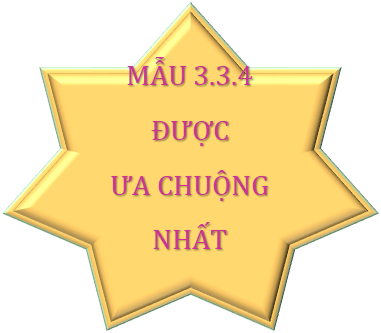 MẪU 3.3.4
ĐƯỢC
ƯA CHUỘNG
NHẤT